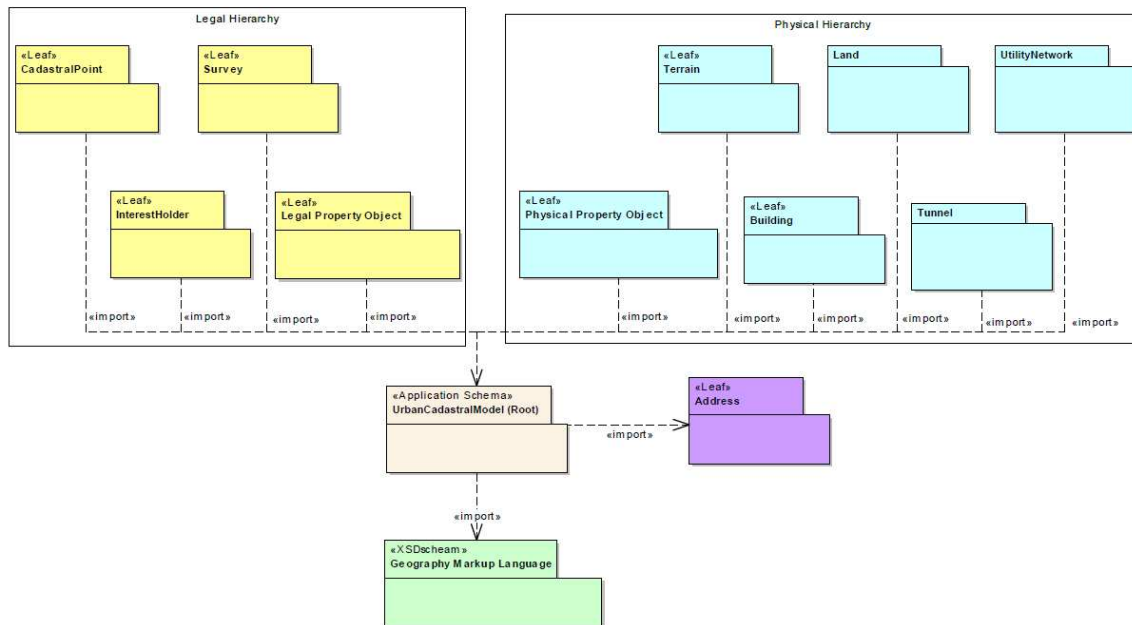 Legal Hierarchy
Physical Hierarchy
«Leaf»
CadastralPoint
«Leaf»
Survey
«Leaf»
Terrain
Land
UtilityNetwork
«Leaf»
InterestHolder
«Leaf»
Legal Property Object
«Leaf»
Physical Property Object
«Leaf»
Building
Tunnel
«import»
«import»
«import»
«import»
«import»
«import»
«import»
«import»
«import»
«import»
«Application Schema»
UrbanCadastralModel (Root)
«Leaf»
Address
«import»
«import»
«XSDscheam»
Geography Markup Language